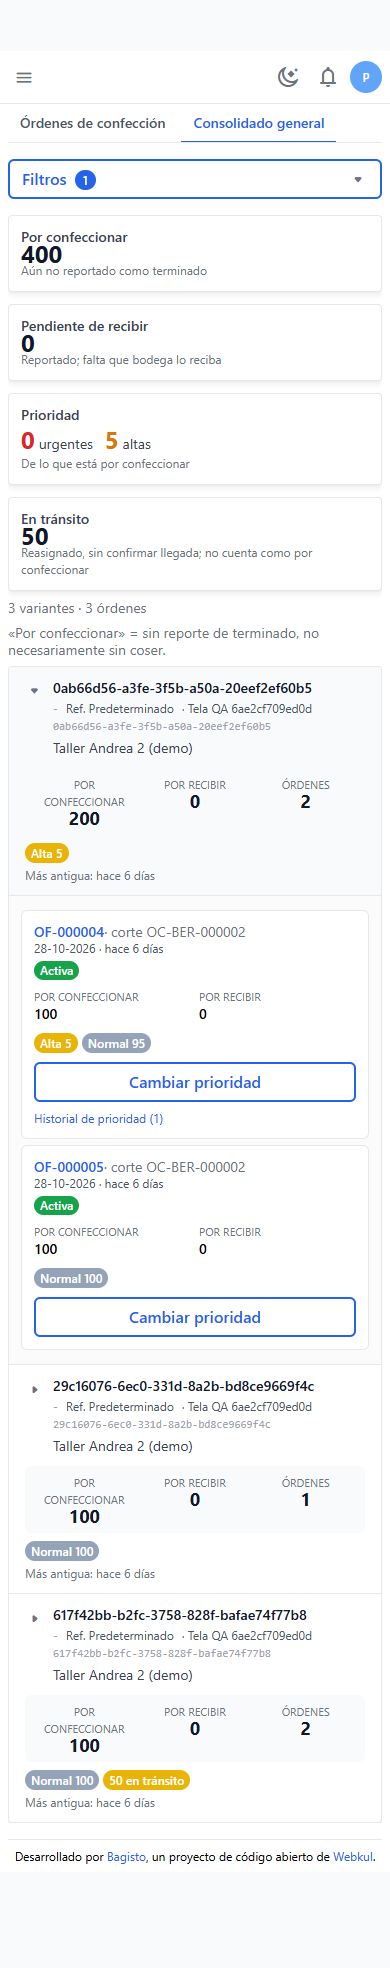 P
Órdenes de confección Consolidado general
Filtros 1
Por confeccionar
400
Aún no reportado como terminado
Pendiente de recibir
0
Reportado; falta que bodega lo reciba
Prioridad
0 urgentes 5 altas
De lo que está por confeccionar
En tránsito
50
Reasignado, sin confirmar llegada; no cuenta como por
confeccionar
3 variantes · 3 órdenes
«Por confeccionar» = sin reporte de terminado, no
necesariamente sin coser.
0ab66d56-a3fe-3f5b-a50a-20eef2ef60b5
- Ref. Predeterminado · Tela QA 6ae2cf709ed0d
0ab66d56-a3fe-3f5b-a50a-20eef2ef60b5
Taller Andrea 2 (demo)
POR CONFECCIONAR POR RECIBIR ÓRDENES
200 0 2
Alta 5
Más antigua: hace 6 días
OF-000004· corte OC-BER-000002
28-10-2026 · hace 6 días
Activa
POR CONFECCIONAR POR RECIBIR
100 0
Alta 5 Normal 95
Cambiar prioridad
Historial de prioridad (1)
OF-000005· corte OC-BER-000002
28-10-2026 · hace 6 días
Activa
POR CONFECCIONAR POR RECIBIR
100 0
Normal 100
Cambiar prioridad
29c16076-6ec0-331d-8a2b-bd8ce9669f4c
- Ref. Predeterminado · Tela QA 6ae2cf709ed0d
29c16076-6ec0-331d-8a2b-bd8ce9669f4c
Taller Andrea 2 (demo)
POR CONFECCIONAR POR RECIBIR ÓRDENES
100 0 1
Normal 100
Más antigua: hace 6 días
617f42bb-b2fc-3758-828f-bafae74f77b8
- Ref. Predeterminado · Tela QA 6ae2cf709ed0d
617f42bb-b2fc-3758-828f-bafae74f77b8
Taller Andrea 2 (demo)
POR CONFECCIONAR POR RECIBIR ÓRDENES
100 0 2
Normal 100 50 en tránsito
Más antigua: hace 6 días
Desarrollado por Bagisto, un proyecto de código abierto de Webkul.